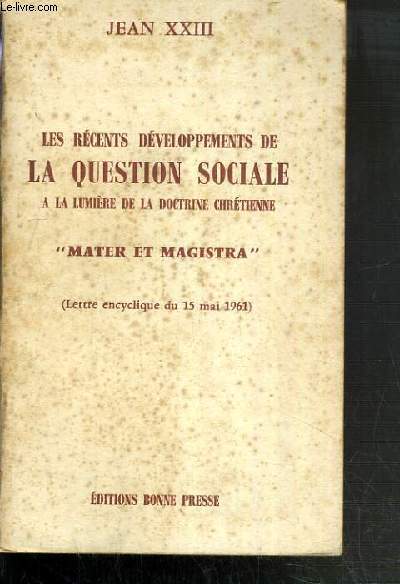 Le-livre.com
JEAN XXIII
LES RÉCENTS DÉVELOPPEMENTS DE
LA QUESTION SOCIALE
A LA LUMIÈRE DE LA DOCTRINE CHRÉTIENNE
"MATER ET MAGISTRA"
(Lettre encyclique du 15 mai 1961)
ÉDITIONS BONNE PRESSE